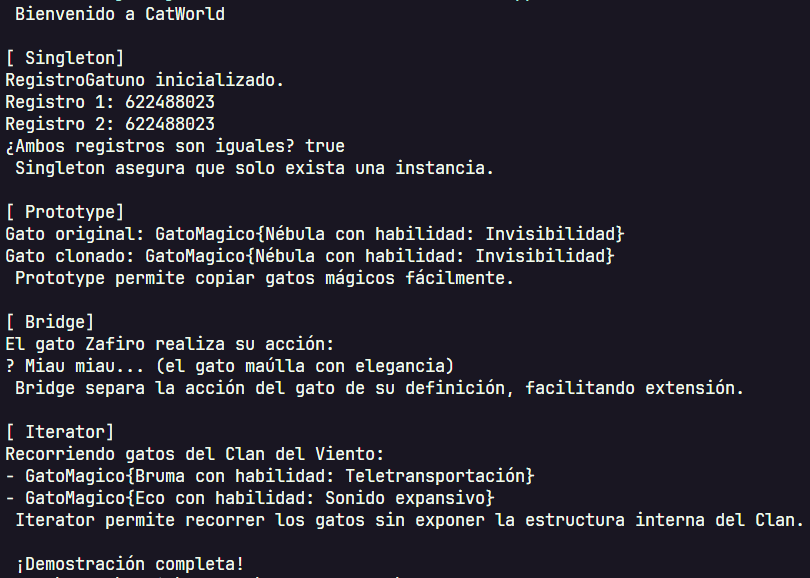 Bienvenido a CatWorld
[ Singleton]
RegistroGatuno inicializado.
Registro 1: 622488023
Registro 2: 622488023
¿Ambos registros son iguales? true
Singleton asegura que solo exista una instancia.
[ Prototype]
Gato original: GatoMagico{Nébula con habilidad: Invisibilidad}
Gato clonado: GatoMagico{Nébula con habilidad: Invisibilidad}
Prototype permite copiar gatos mágicos fácilmente.
[ Bridge]
El gato Zafiro realiza su acción:
? Miau miau... (el gato maúlla con elegancia)
Bridge separa la acción del gato de su definición, facilitando extensión.
[ Iterator]
Recorriendo gatos del Clan del Viento:
- GatoMagico{Bruma con habilidad: Teletransportación}
- GatoMagico{Eco con habilidad: Sonido expansivo}
Iterator permite recorrer los gatos sin exponer la estructura interna del Clan.
¡Demostración completa!